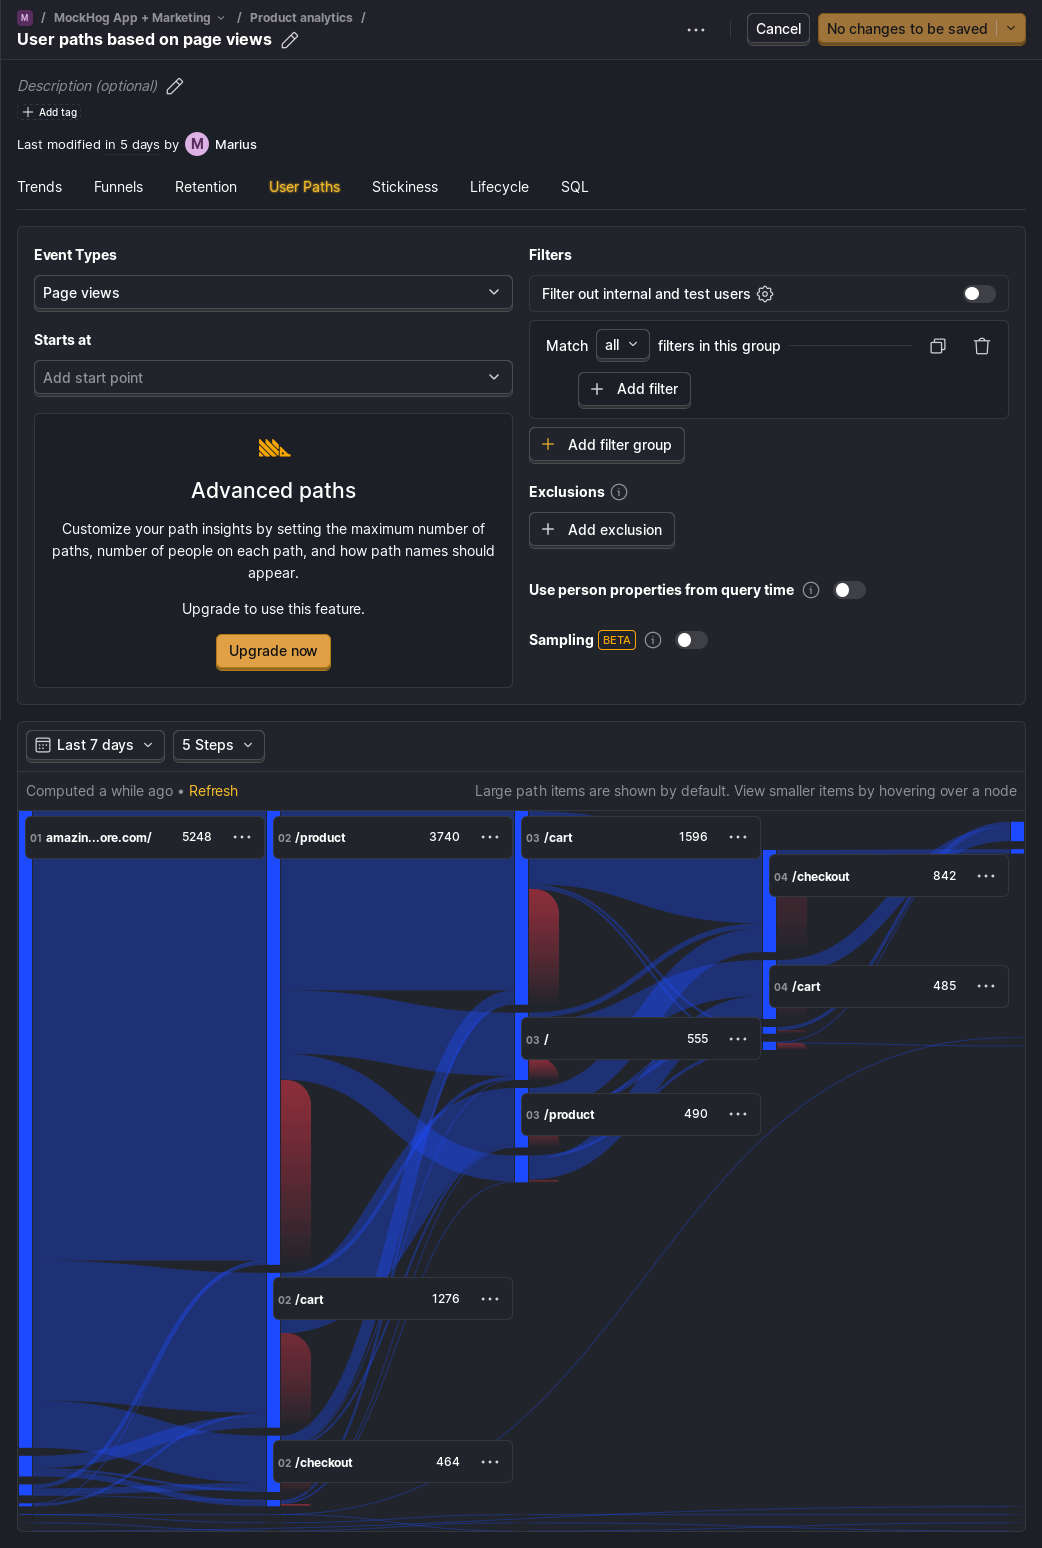 M / MockHog App + Marketing / Product analytics /
User paths based on page views
Cancel
No changes to be saved
Description (optional)
Add tag
Last modified in 5 days by M Marius
Trends Funnels Retention User Paths Stickiness Lifecycle SQL
Event Types
Page views
Starts at
Add start point
Advanced paths
Customize your path insights by setting the maximum number of
paths, number of people on each path, and how path names should
appear.
Upgrade to use this feature.
Upgrade now
Filters
Filter out internal and test users
Match all filters in this group
Add filter
Add filter group
Exclusions
Add exclusion
Use person properties from query time
Sampling BETA
Last 7 days 5 Steps
Computed a while ago • Refresh
Large path items are shown by default. View smaller items by hovering over a node
01 amazin...ore.com/ 5248
02 /product 3740
03 /cart 1596
04 /checkout 842
04 /cart 485
03 / 555
03 /product 490
02 /cart 1276
02 /checkout 464